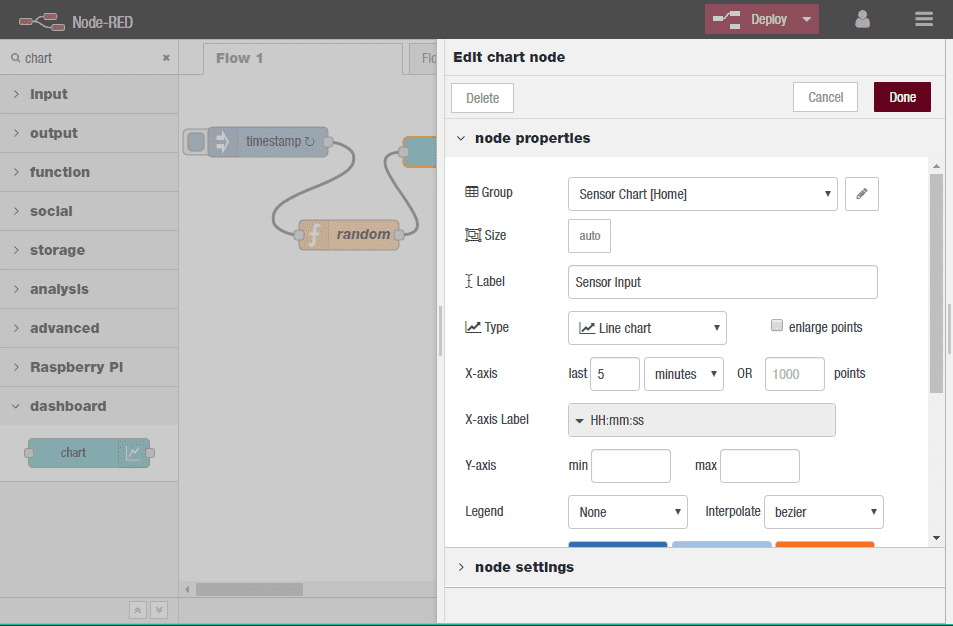 Node-RED
Deploy
chart
input
output
function
social
storage
analysis
advanced
Raspberry Pi
dashboard
chart
Flow 1
Flo
timestamp ↻
f random
Edit chart node
Delete
Cancel
Done
node properties
Group
Sensor Chart [Home]
Size
auto
Label
Sensor Input
Type
Line chart
enlarge points
X-axis
last 5 minutes OR 1000 points
X-axis Label
HH:mm:ss
Y-axis
min
max
Legend
None
Interpolate
bezier
node settings